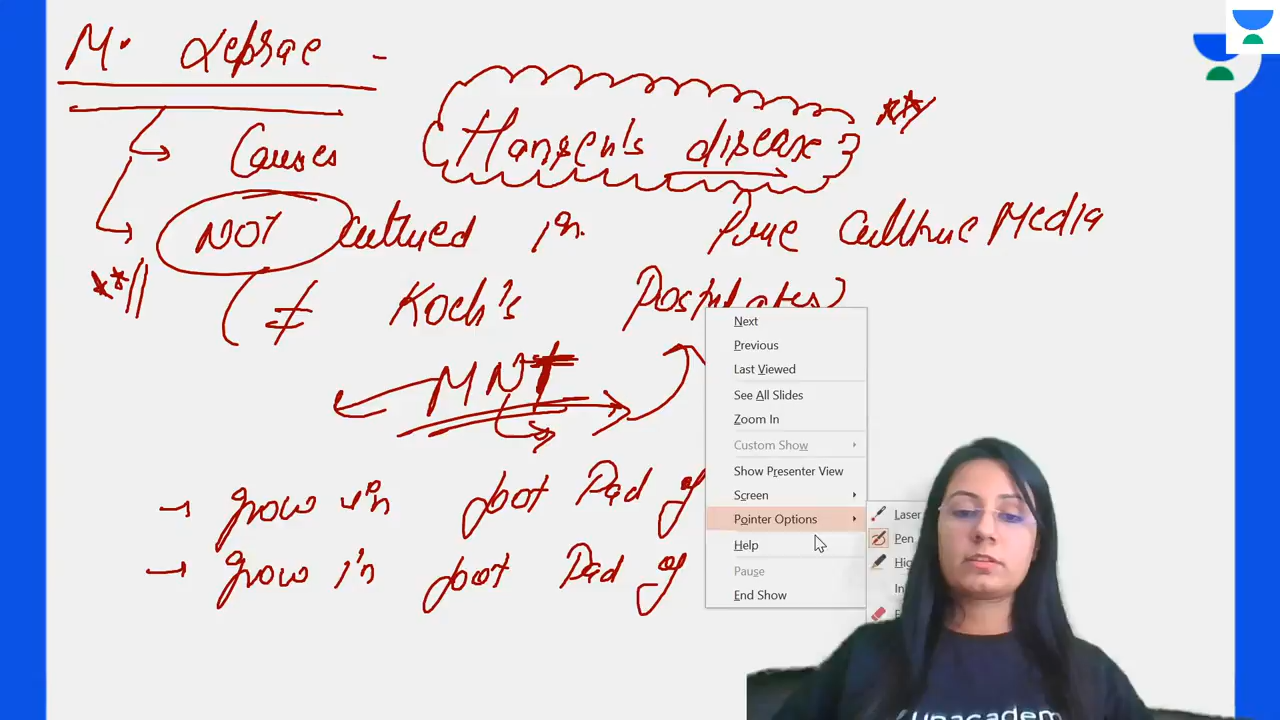 M. Leprae -
Causes Hansen's disease **
NOT cultured in Pure Culture Media
** (≠ Koch's Postulates)
MNT
→ grow in foot Pad of
→ grow in foot Pad of
Next
Previous
Last Viewed
See All Slides
Zoom In
Custom Show
Show Presenter View
Screen
Pointer Options
Help
Pause
End Show
Laser
Pen